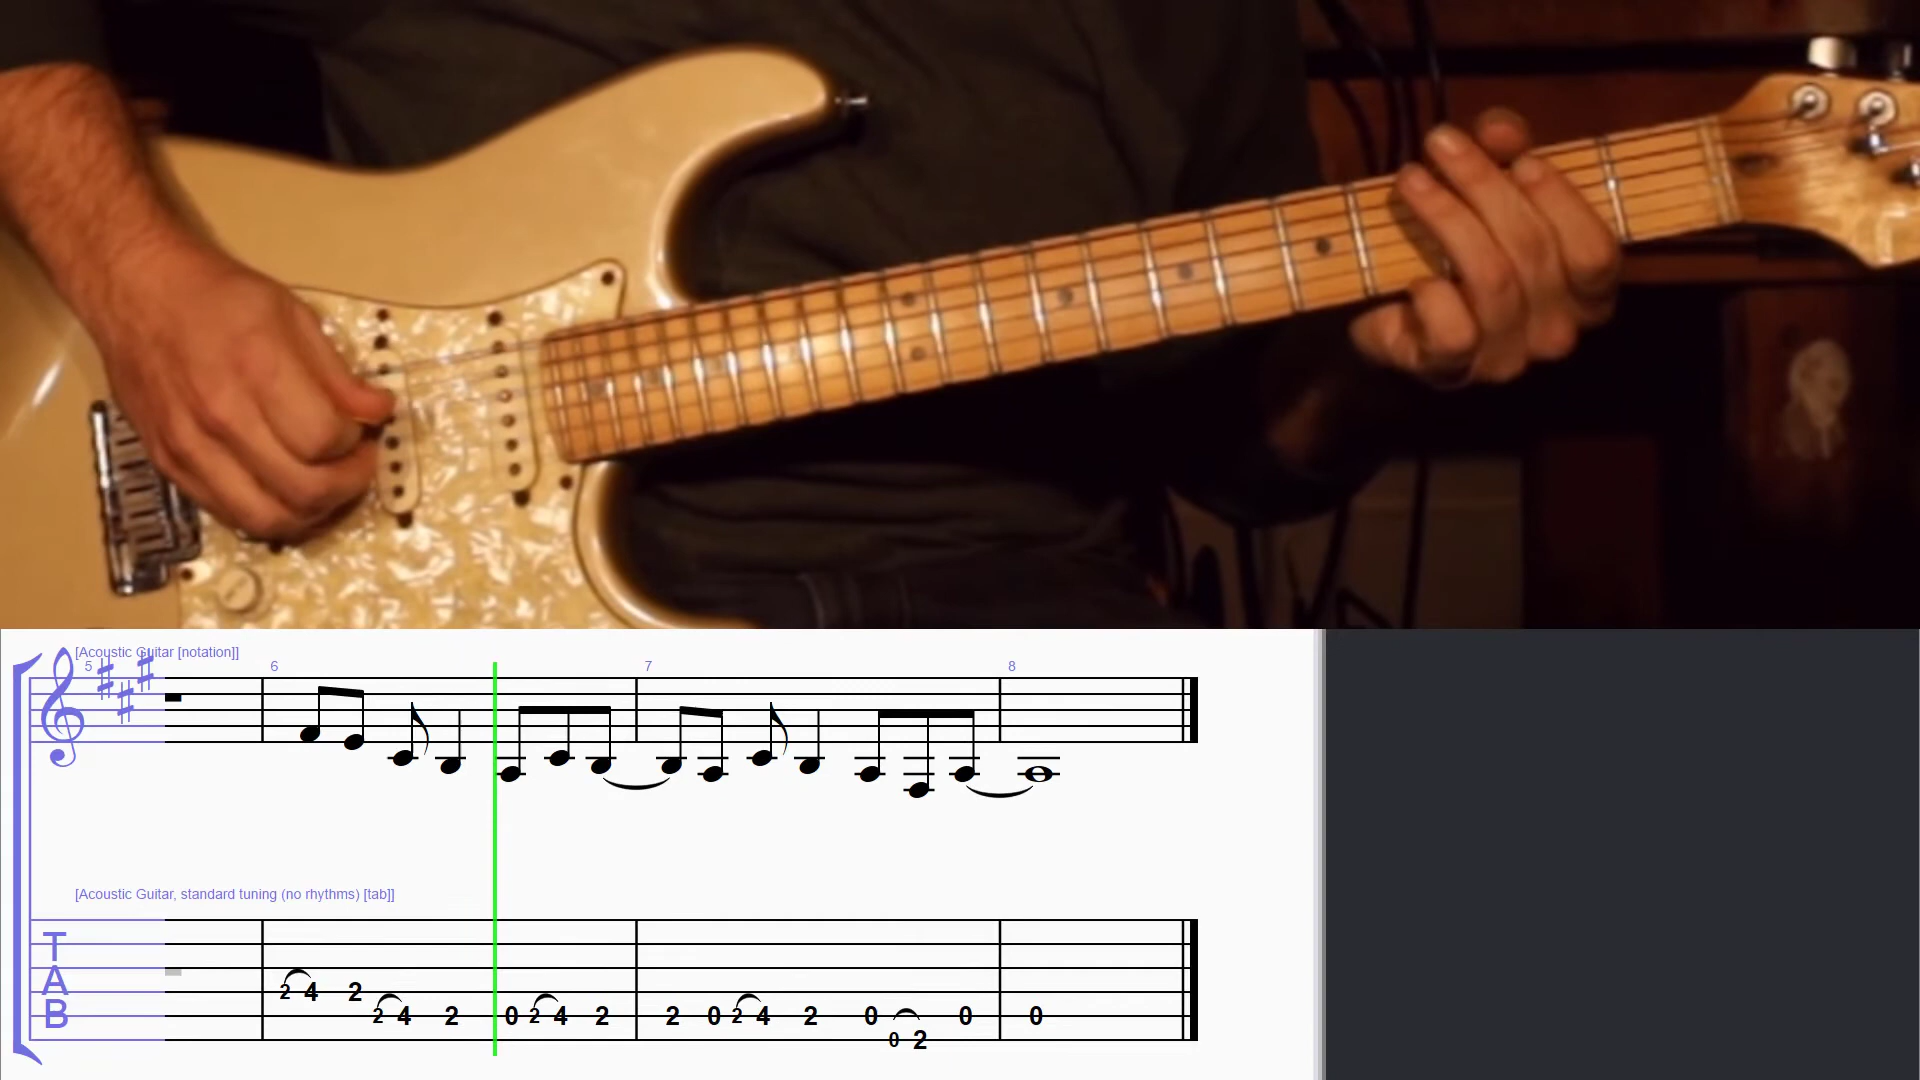 [Acoustic Guitar [notation]]
5 6 7 8
[Acoustic Guitar, standard tuning (no rhythms) [tab]]
T
A
B
2 4 2
2 4 2 0 2 4 2 2 0 2 4 2 0 0 0
0 2